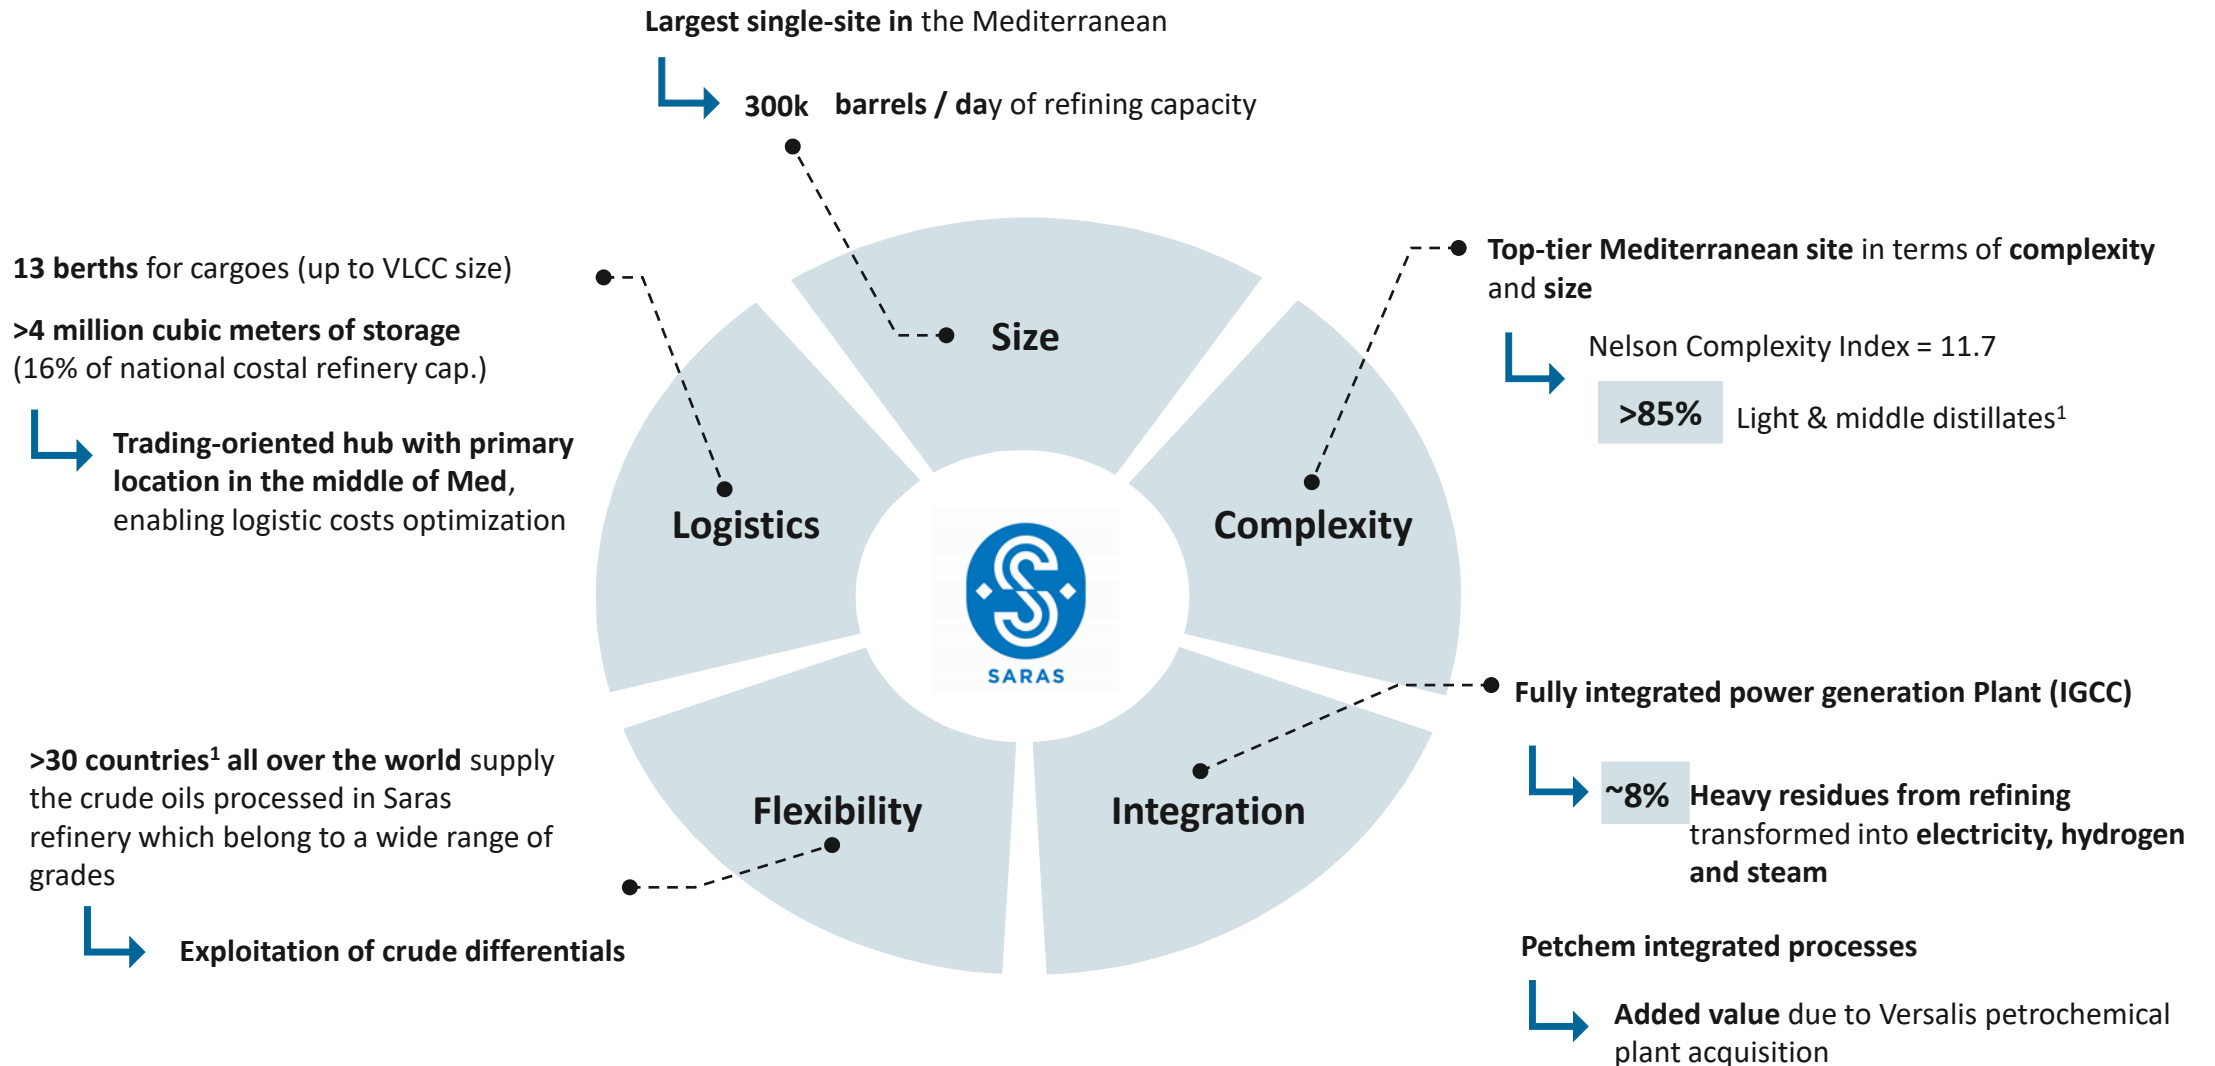 Largest single-site in the Mediterranean
300k barrels / day of refining capacity
13 berths for cargoes (up to VLCC size)
>4 million cubic meters of storage
(16% of national costal refinery cap.)
Trading-oriented hub with primary
location in the middle of Med,
enabling logistic costs optimization
Size
Top-tier Mediterranean site in terms of complexity
and size
Nelson Complexity Index = 11.7
>85% Light & middle distillates¹
Logistics
Complexity
SARAS
Fully integrated power generation Plant (IGCC)
~8% Heavy residues from refining
transformed into electricity, hydrogen
and steam
Petchem integrated processes
Added value due to Versalis petrochemical
plant acquisition
Flexibility
Integration
>30 countries¹ all over the world supply
the crude oils processed in Saras
refinery which belong to a wide range of
grades
Exploitation of crude differentials